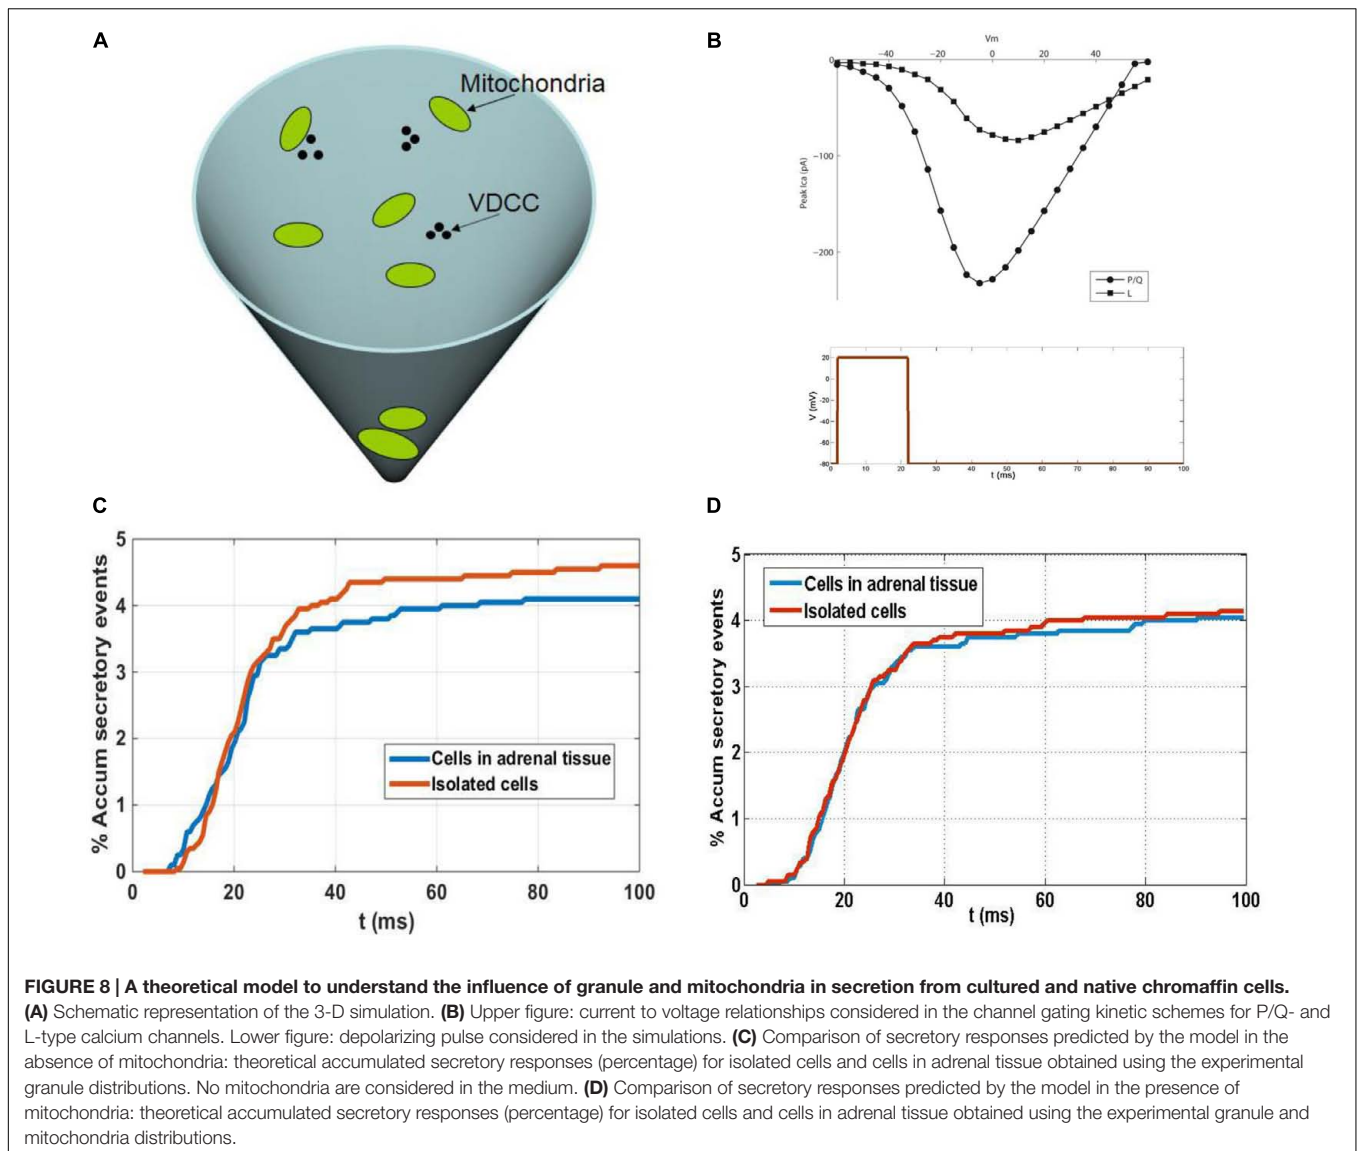 A
Mitochondria
VDCC
B
Vm
−40 −20 0 20 40
0
−100
−200
Peak Ica (pA)
P/Q
L
20
0
-20
-40
-60
-80
V (mV)
0 10 20 30 40 50 60 70 80 90 100
t (ms)
C
5
4
3
2
1
0
% Accum secretory events
Cells in adrenal tissue
Isolated cells
0 20 40 60 80 100
t (ms)
D
5
4
3
2
1
0
% Accum secretory events
Cells in adrenal tissue
Isolated cells
0 20 40 60 80 100
t (ms)
FIGURE 8 | A theoretical model to understand the influence of granule and mitochondria in secretion from cultured and native chromaffin cells.
(A) Schematic representation of the 3-D simulation. (B) Upper figure: current to voltage relationships considered in the channel gating kinetic schemes for P/Q- and
L-type calcium channels. Lower figure: depolarizing pulse considered in the simulations. (C) Comparison of secretory responses predicted by the model in the
absence of mitochondria: theoretical accumulated secretory responses (percentage) for isolated cells and cells in adrenal tissue obtained using the experimental
granule distributions. No mitochondria are considered in the medium. (D) Comparison of secretory responses predicted by the model in the presence of
mitochondria: theoretical accumulated secretory responses (percentage) for isolated cells and cells in adrenal tissue obtained using the experimental granule and
mitochondria distributions.